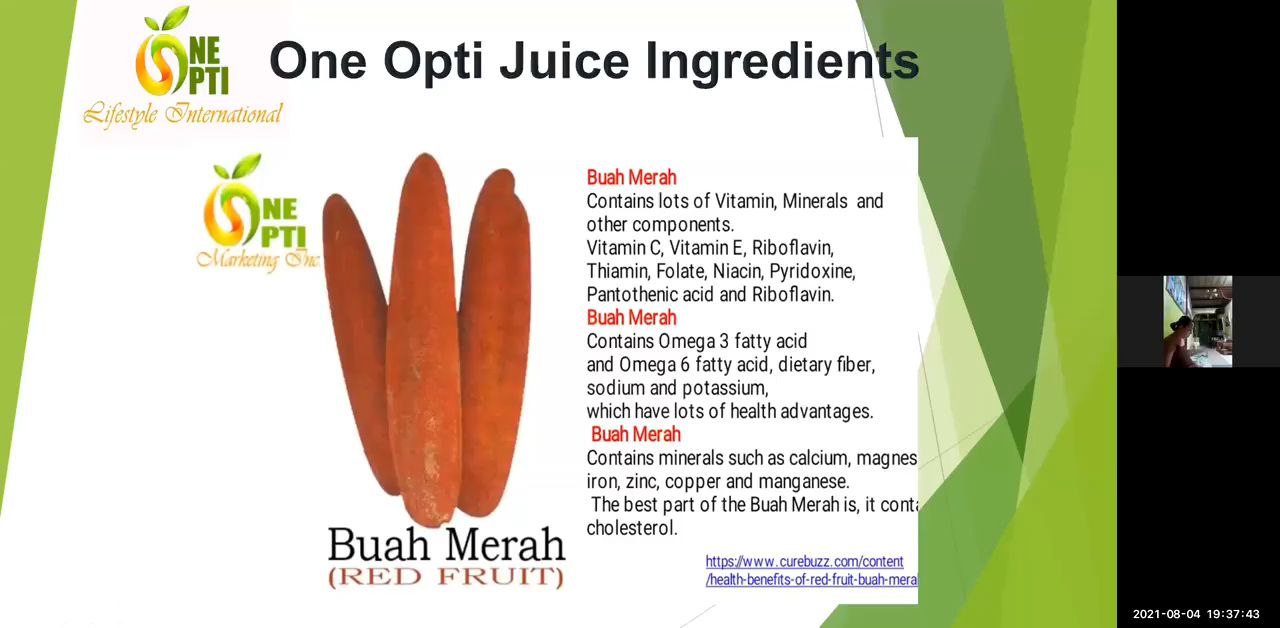 ONE
OPTI
Lifestyle International
One Opti Juice Ingredients
ONE
OPTI
Marketing Inc.
Buah Merah
(RED FRUIT)
Buah Merah
Contains lots of Vitamin, Minerals and
other components.
Vitamin C, Vitamin E, Riboflavin,
Thiamin, Folate, Niacin, Pyridoxine,
Pantothenic acid and Riboflavin.
Buah Merah
Contains Omega 3 fatty acid
and Omega 6 fatty acid, dietary fiber,
sodium and potassium,
which have lots of health advantages.
Buah Merah
Contains minerals such as calcium, magnes
iron, zinc, copper and manganese.
The best part of the Buah Merah is, it conta
cholesterol.
https://www.curebuzz.com/content
/health-benefits-of-red-fruit-buah-mera
2021-08-04 19:37:43